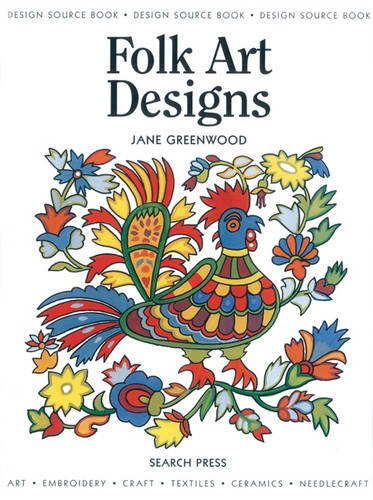 DESIGN SOURCE BOOK • DESIGN SOURCE BOOK • DESIGN SOURCE BOOK
Folk Art
Designs
JANE GREENWOOD
SEARCH PRESS
ART • EMBROIDERY • CRAFT • TEXTILES • CERAMICS • NEEDLECRAFT